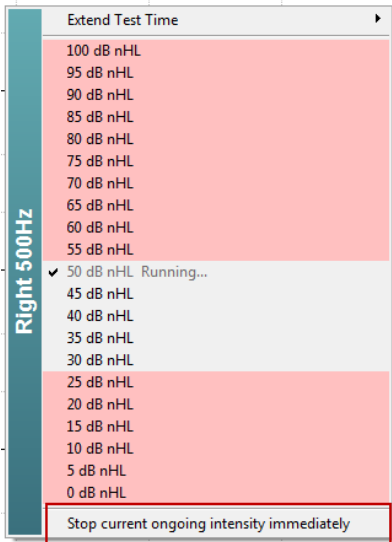 Extend Test Time
100 dB nHL
95 dB nHL
90 dB nHL
85 dB nHL
80 dB nHL
75 dB nHL
70 dB nHL
65 dB nHL
60 dB nHL
55 dB nHL
50 dB nHL Running...
45 dB nHL
40 dB nHL
35 dB nHL
30 dB nHL
25 dB nHL
20 dB nHL
15 dB nHL
10 dB nHL
5 dB nHL
0 dB nHL
Stop current ongoing intensity immediately
Right 500Hz